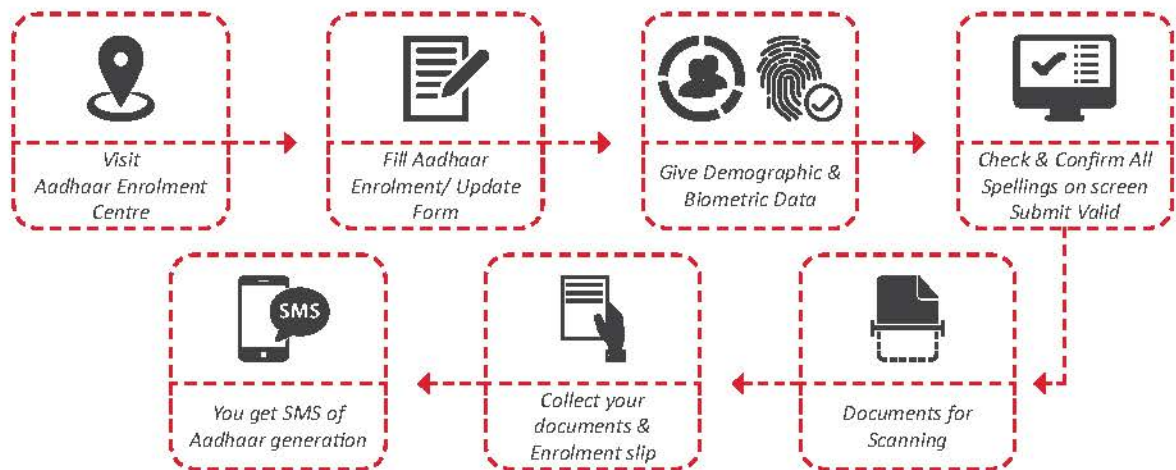 Visit
Aadhaar Enrolment
Centre
Fill Aadhaar
Enrolment/ Update
Form
Give Demographic &
Biometric Data
Check & Confirm All
Spellings on screen
Submit Valid
Documents for
Scanning
Collect your
documents &
Enrolment slip
SMS
You get SMS of
Aadhaar generation